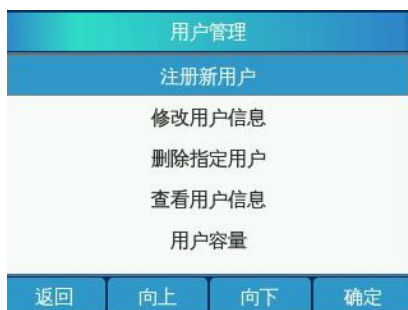 用户管理
注册新用户
修改用户信息
删除指定用户
查看用户信息
用户容量
返回 向上 向下 确定